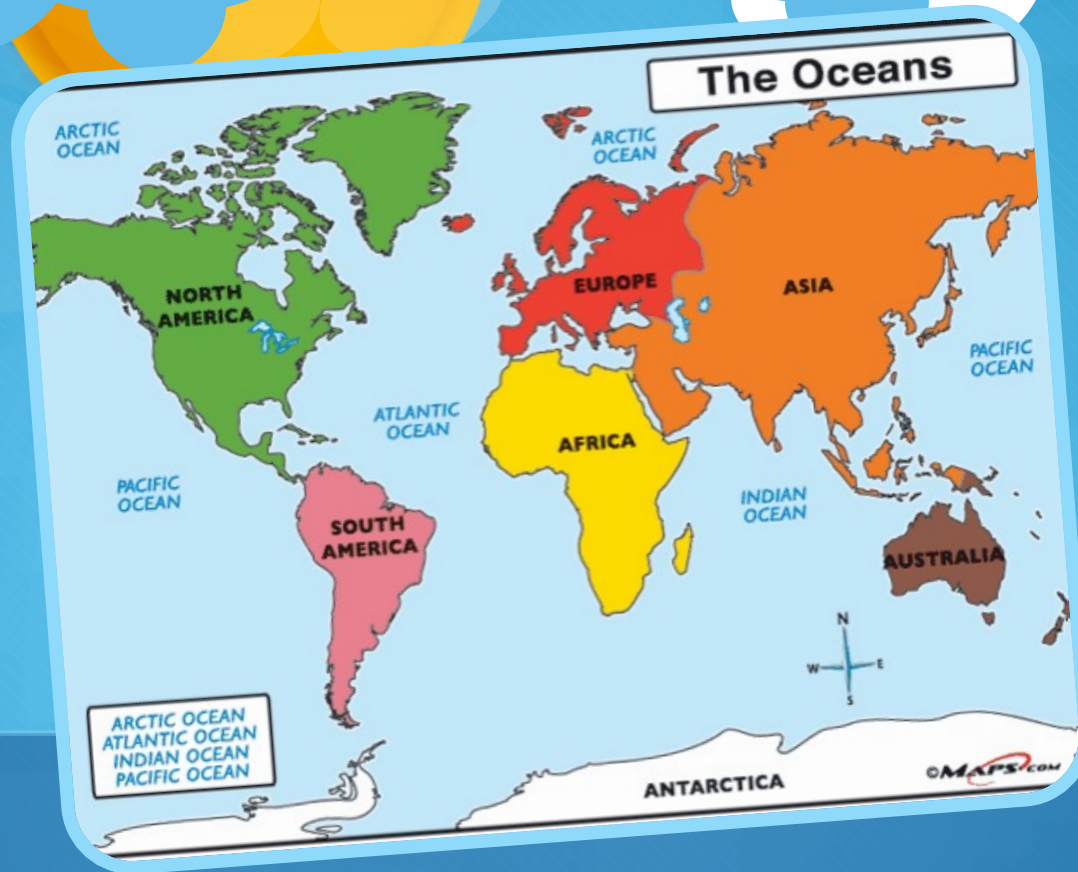 The Oceans
ARCTIC
OCEAN
ARCTIC
OCEAN
NORTH
AMERICA
EUROPE
ASIA
PACIFIC
OCEAN
ATLANTIC
OCEAN
AFRICA
PACIFIC
OCEAN
INDIAN
OCEAN
SOUTH
AMERICA
AUSTRALIA
N
W E
S
ARCTIC OCEAN
ATLANTIC OCEAN
INDIAN OCEAN
PACIFIC OCEAN
ANTARCTICA
©MAPS.COM